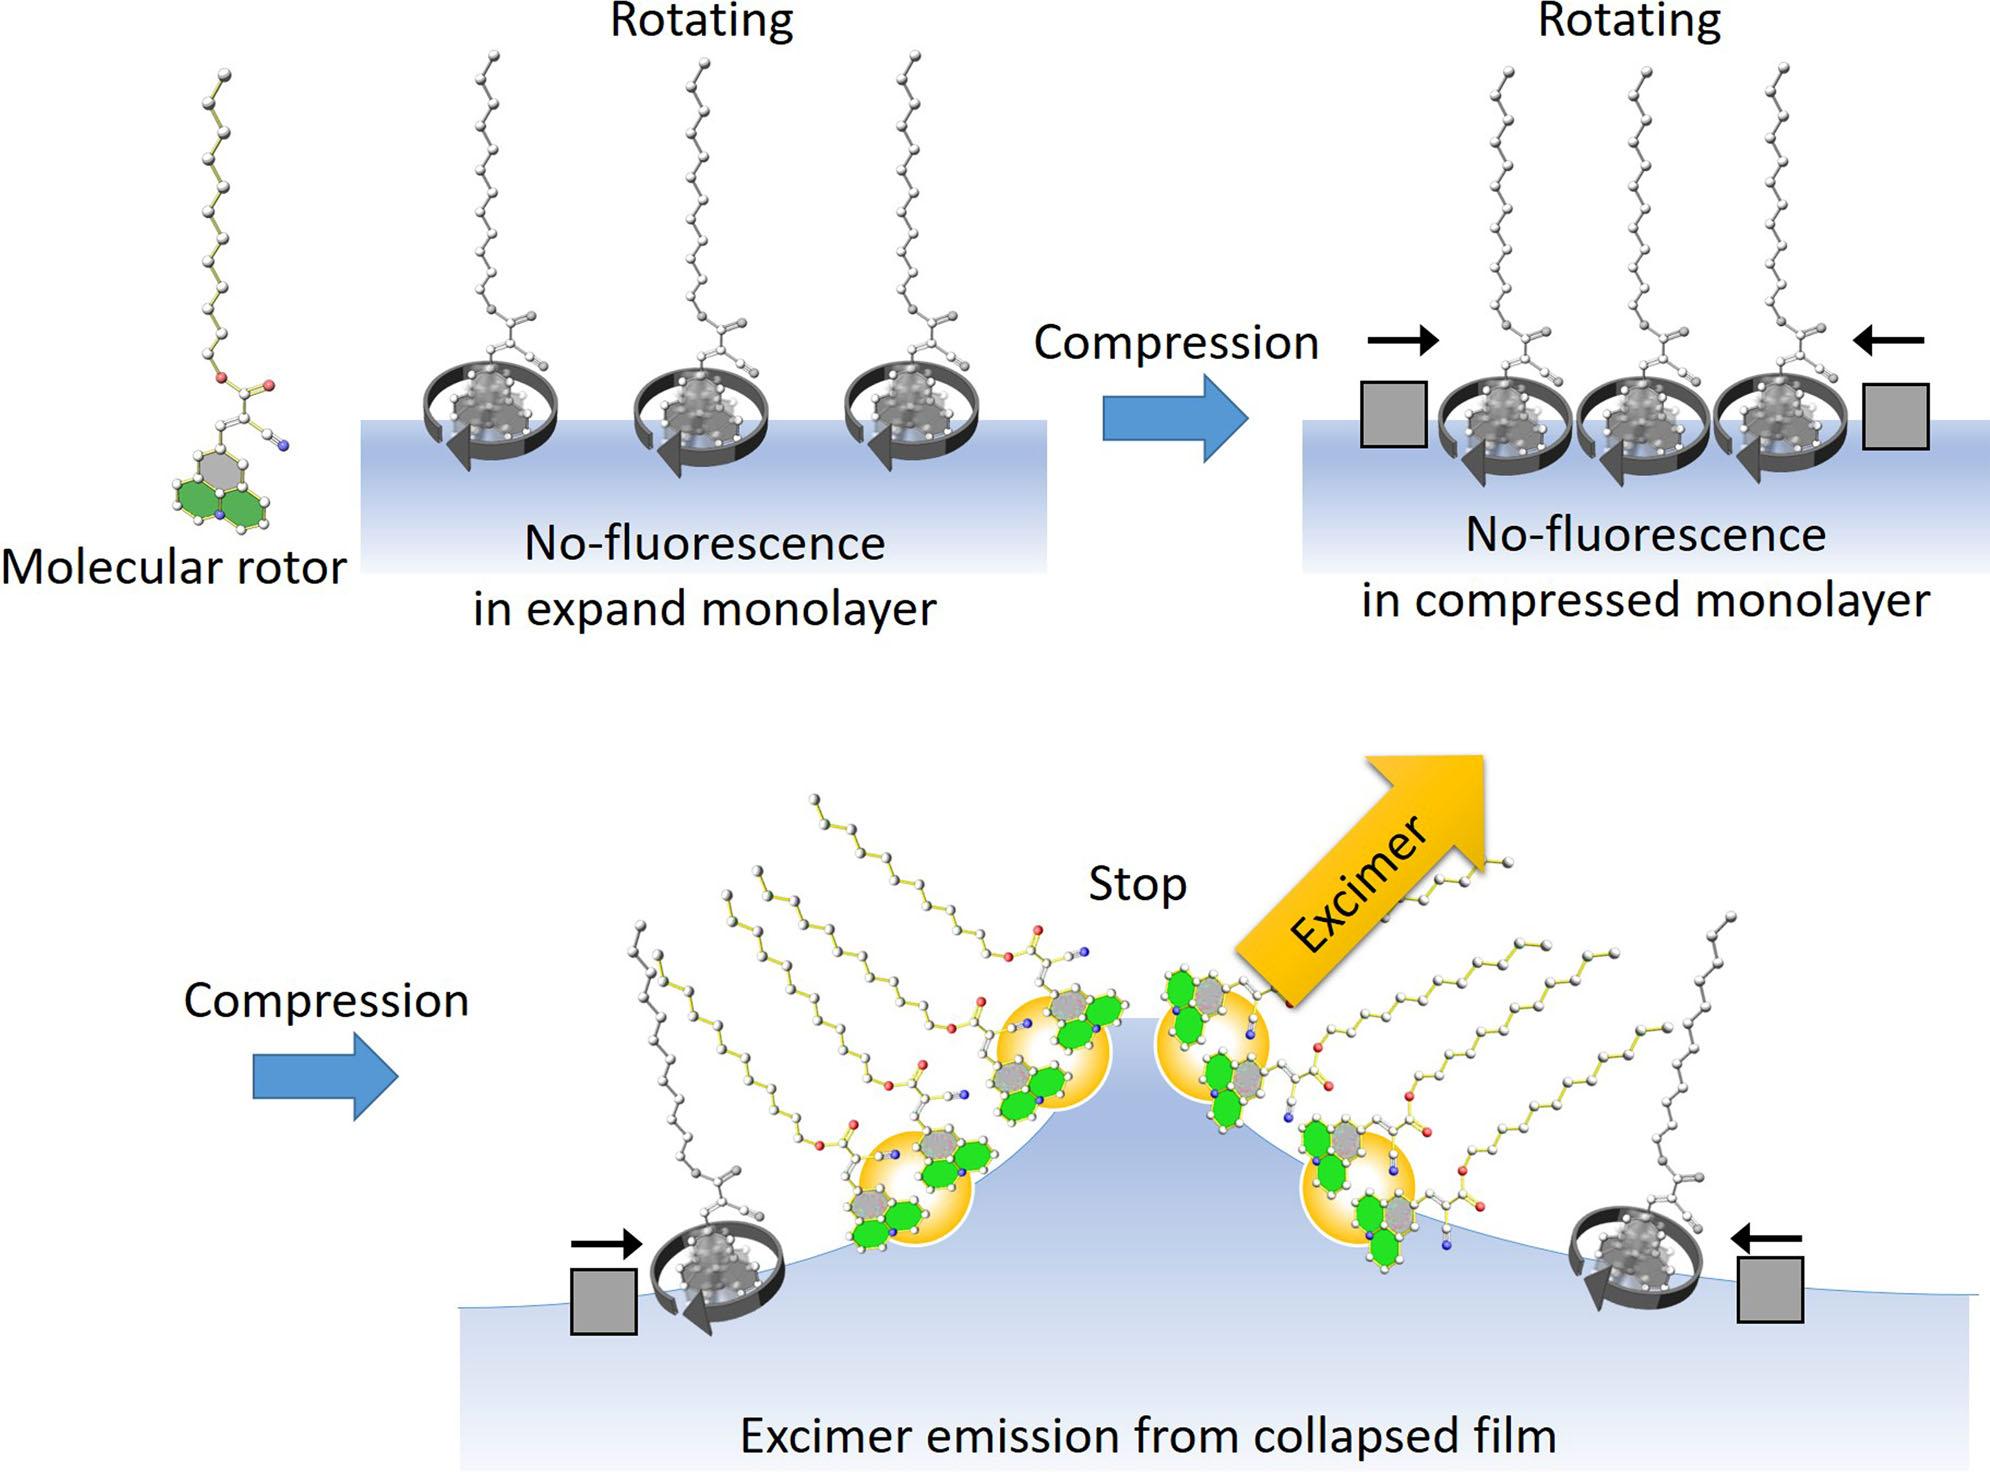 Rotating
Rotating
Compression
Molecular rotor
No-fluorescence
in expand monolayer
No-fluorescence
in compressed monolayer
Compression
Stop
Excimer
Excimer emission from collapsed film